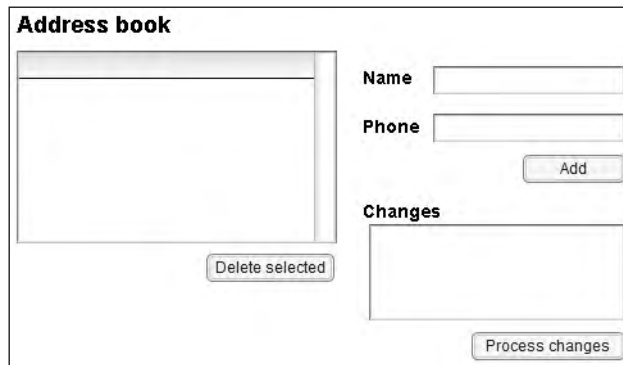 Address book
Name
Phone
Add
Changes
Delete selected
Process changes